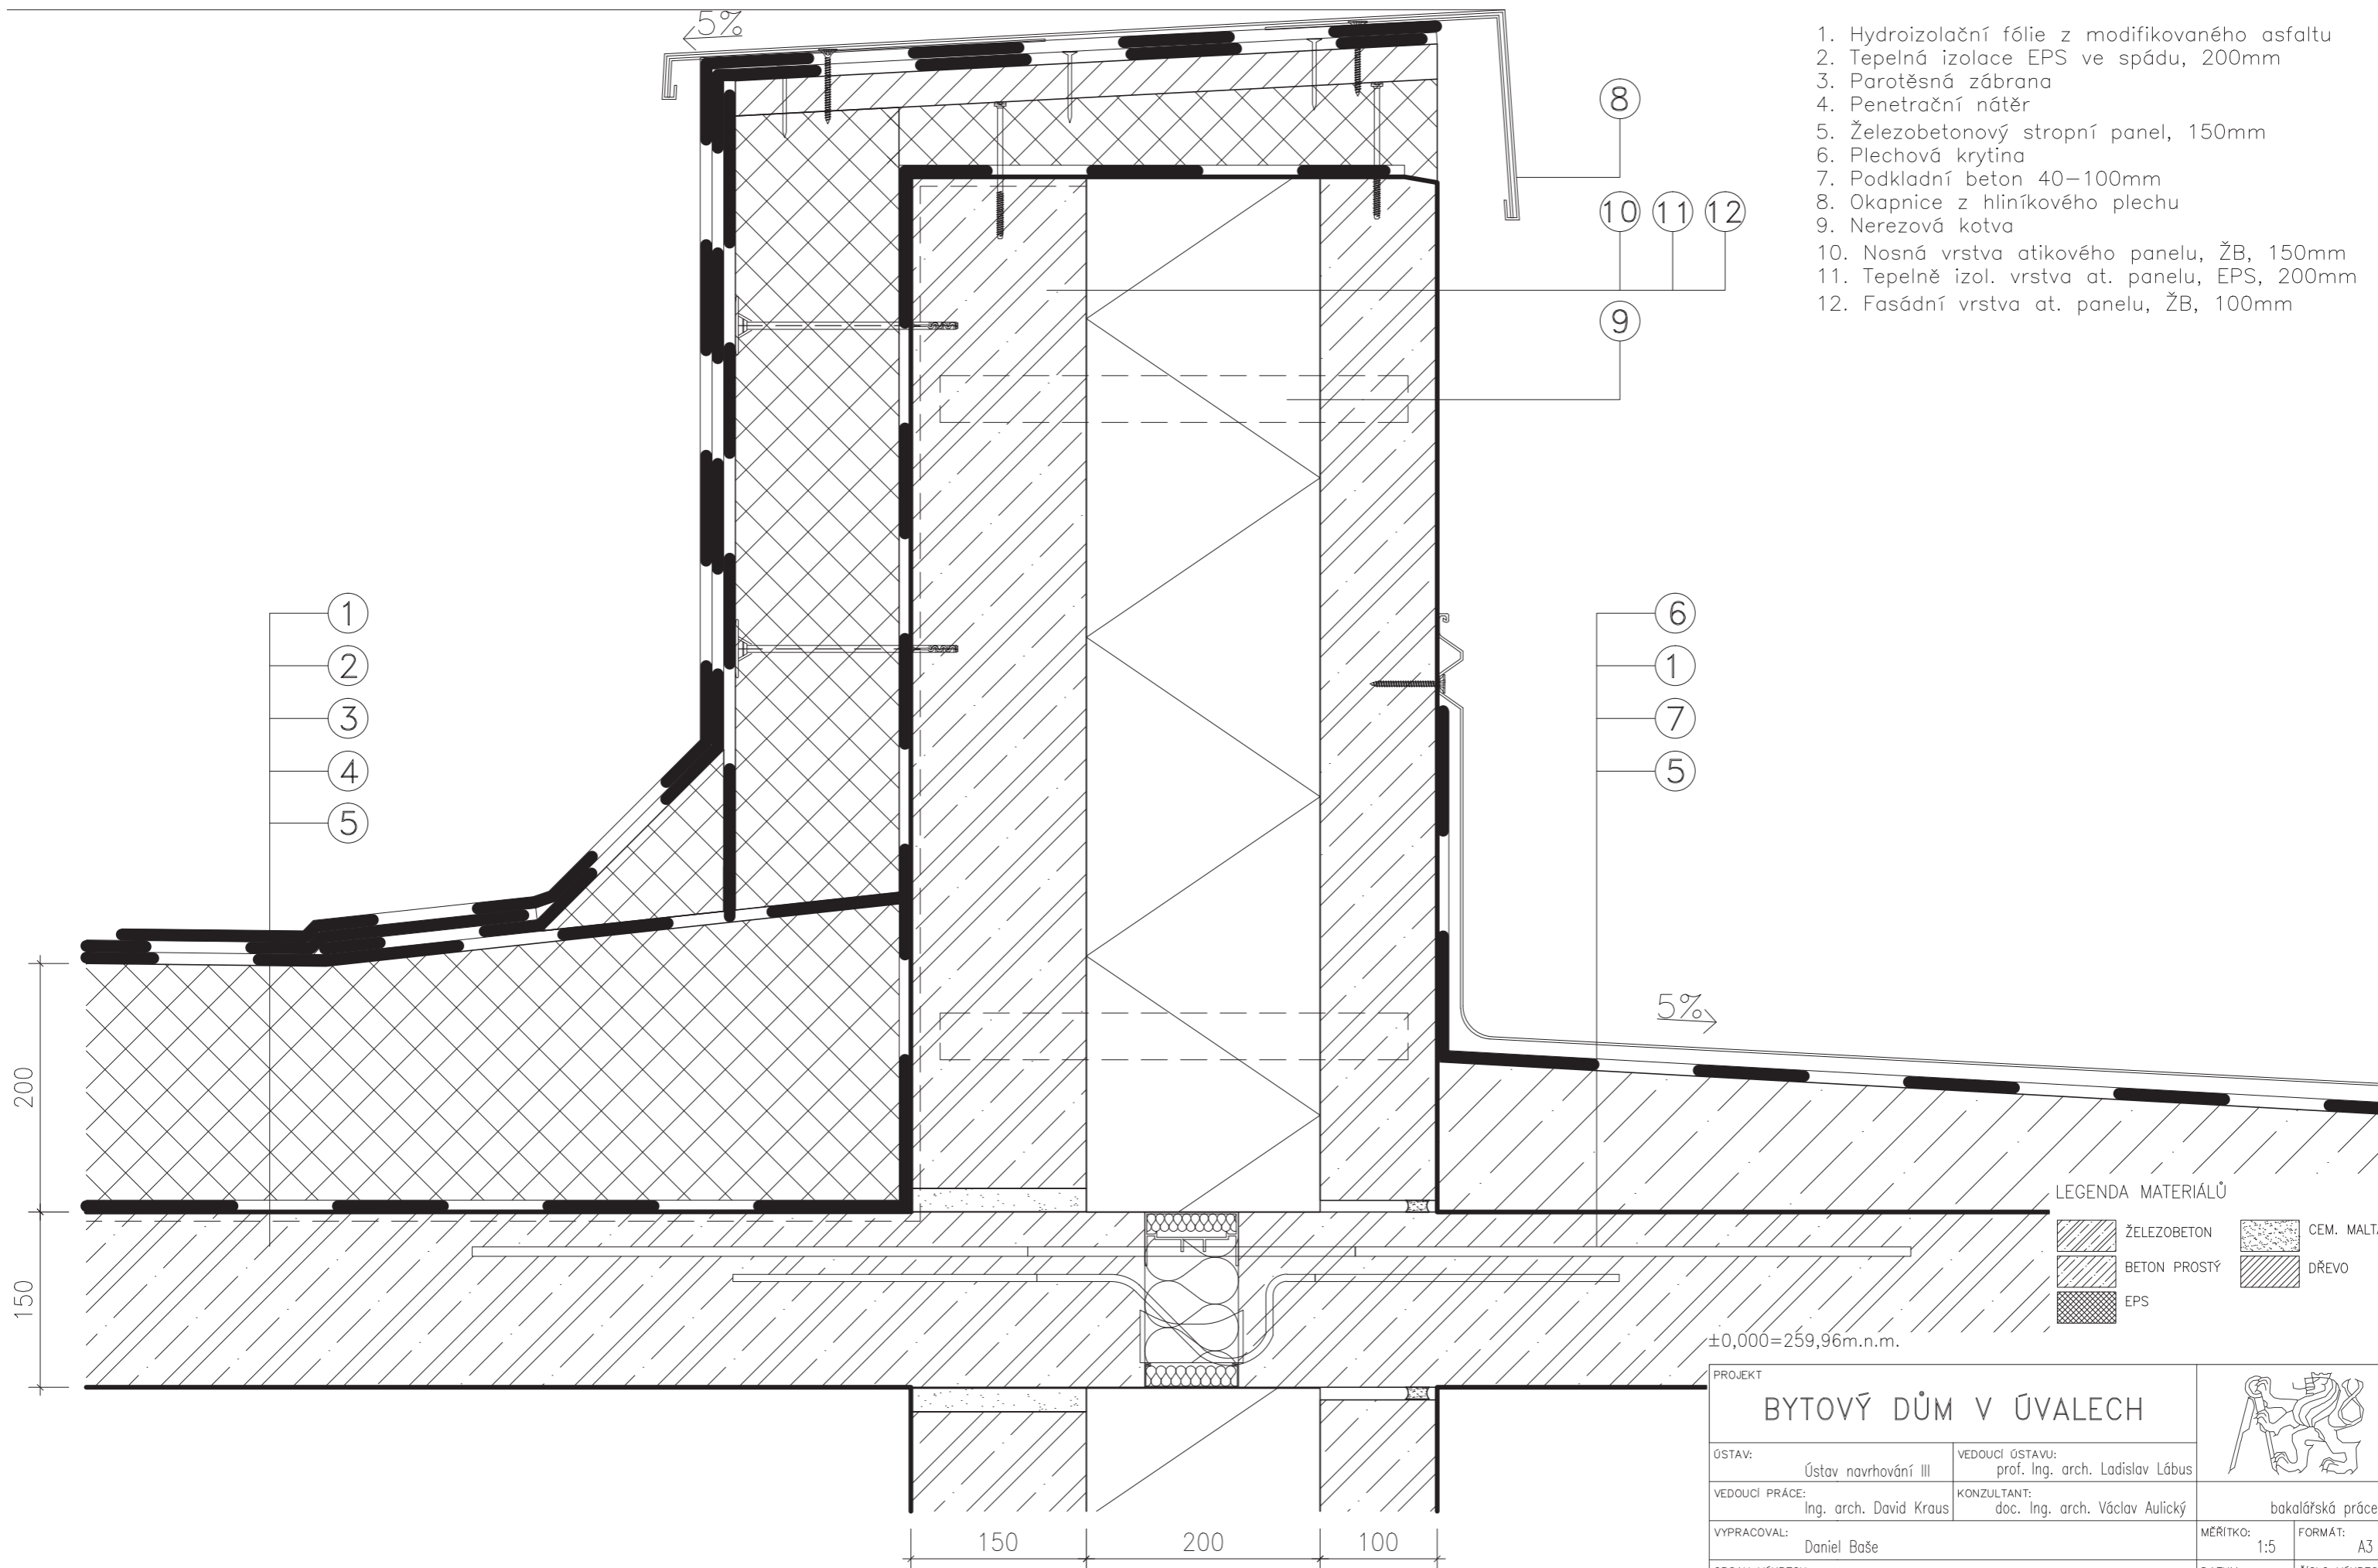 5%
1. Hydroizolační fólie z modifikovaného asfaltu
2. Tepelná izolace EPS ve spádu, 200mm
3. Parotěsná zábrana
4. Penetrační nátěr
5. Železobetonový stropní panel, 150mm
6. Plechová krytina
7. Podkladní beton 40-100mm
8. Okapnice z hliníkového plechu
9. Nerezová kotva
10. Nosná vrstva atikového panelu, ŽB, 150mm
11. Tepelně izol. vrstva at. panelu, EPS, 200mm
12. Fasádní vrstva at. panelu, ŽB, 100mm
8
10 11 12
9
1
2
3
4
5
6
1
7
5
5%
200
150
LEGENDA MATERIÁLŮ
ŽELEZOBETON
CEM. MALTA
BETON PROSTÝ
DŘEVO
EPS
±0,000=259,96m.n.m.
PROJEKT
BYTOVÝ DŮM V ÚVALECH
ÚSTAV:
Ústav navrhování III
VEDOUCÍ ÚSTAVU:
prof. Ing. arch. Ladislav Lábus
VEDOUCÍ PRÁCE:
Ing. arch. David Kraus
KONZULTANT:
doc. Ing. arch. Václav Aulický
bakalářská práce
VYPRACOVAL:
Daniel Baše
MĚŘÍTKO:
1:5
FORMÁT:
A3
150
200
100